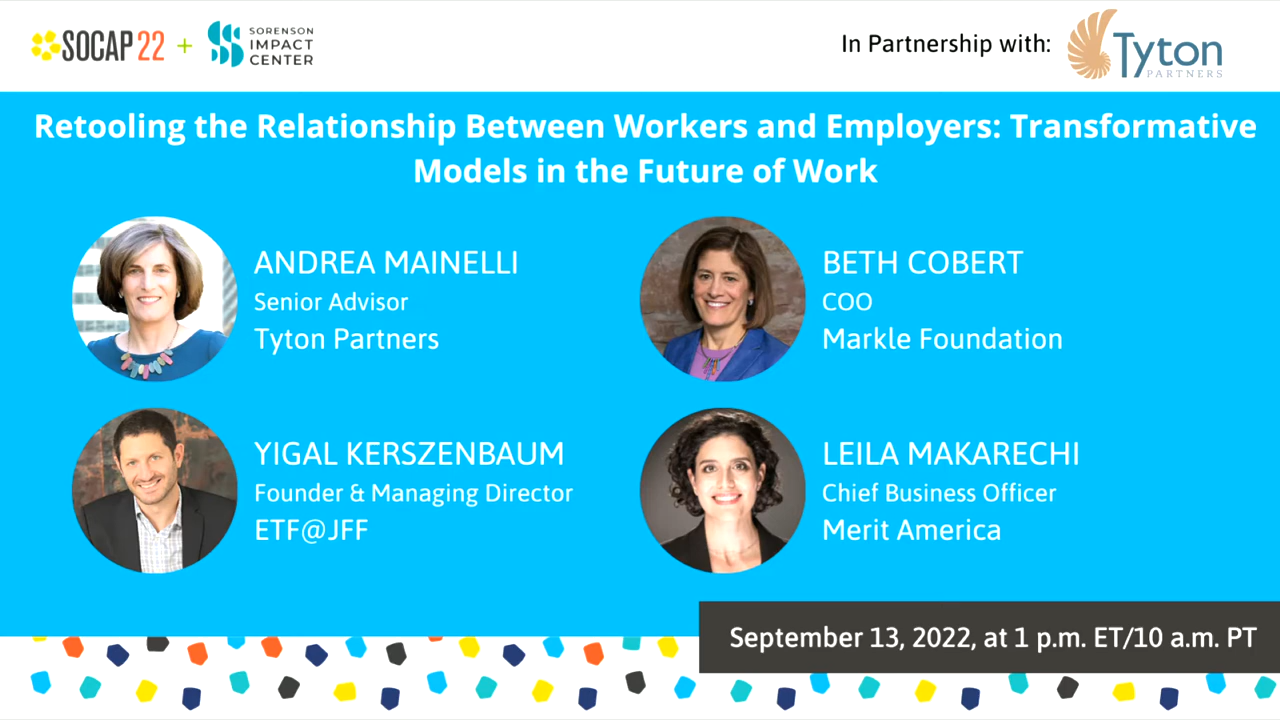 SOCAP 22 +
SORENSON
IMPACT
CENTER
In Partnership with:
Tyton
PARTNERS
Retooling the Relationship Between Workers and Employers: Transformative
Models in the Future of Work
ANDREA MAINELLI
Senior Advisor
Tyton Partners
BETH COBERT
COO
Markle Foundation
YIGAL KERSZENBAUM
Founder & Managing Director
ETF@JFF
LEILA MAKARECHI
Chief Business Officer
Merit America
September 13, 2022, at 1 p.m. ET/10 a.m. PT